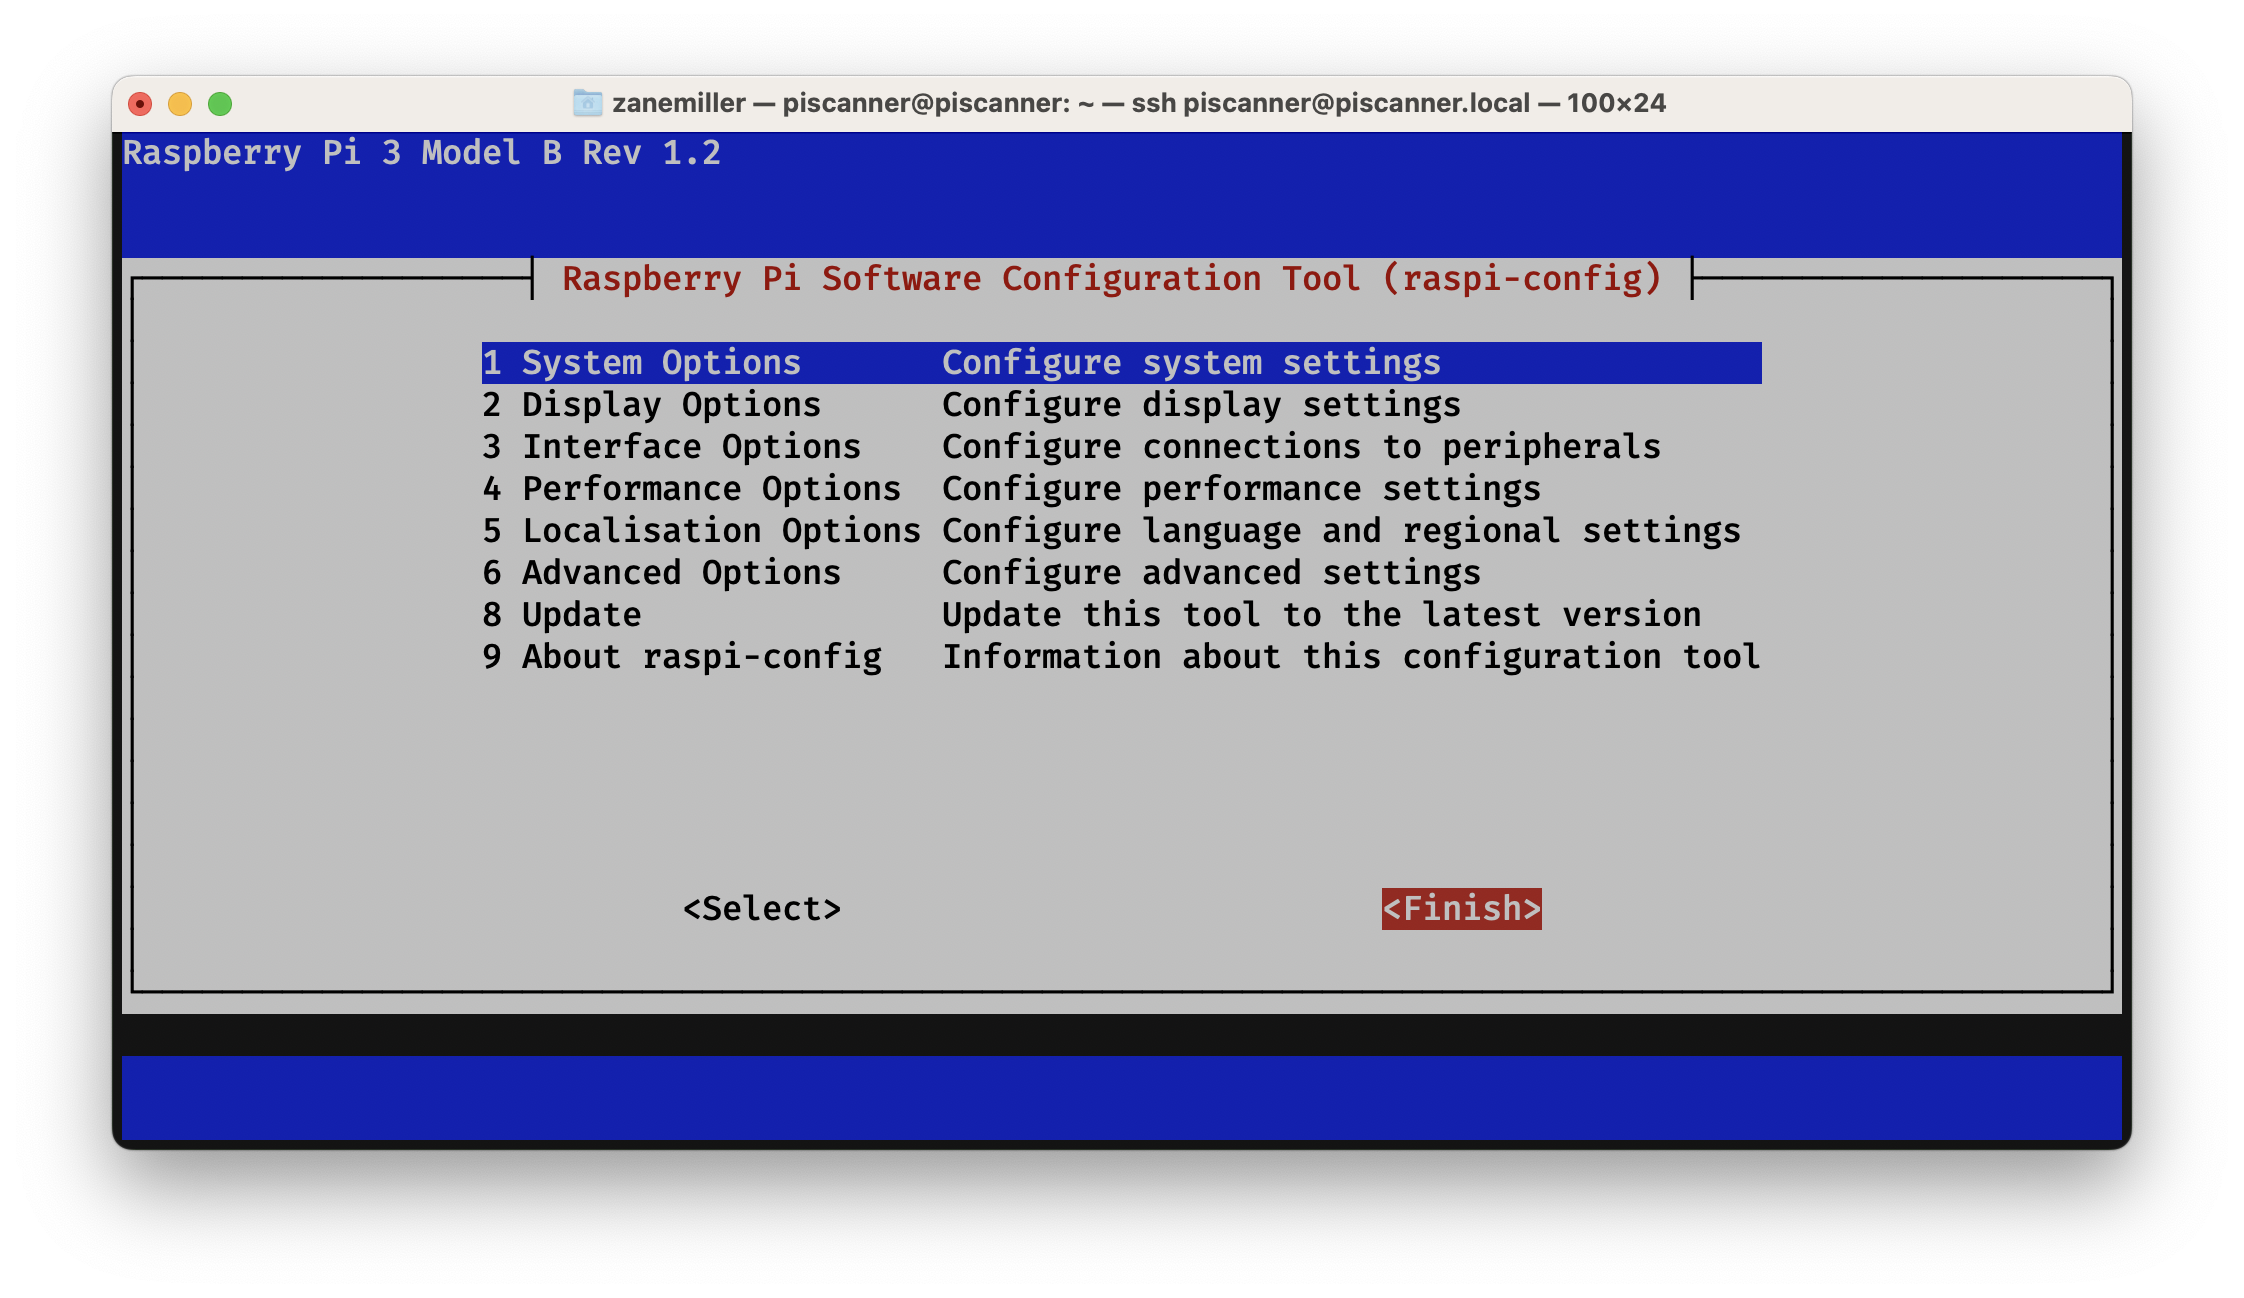 zanemiller — piscanner@piscanner: ~ — ssh piscanner@piscanner.local — 100×24
Raspberry Pi 3 Model B Rev 1.2
Raspberry Pi Software Configuration Tool (raspi-config)
1 System Options Configure system settings
2 Display Options Configure display settings
3 Interface Options Configure connections to peripherals
4 Performance Options Configure performance settings
5 Localisation Options Configure language and regional settings
6 Advanced Options Configure advanced settings
8 Update Update this tool to the latest version
9 About raspi-config Information about this configuration tool
<Select> <Finish>